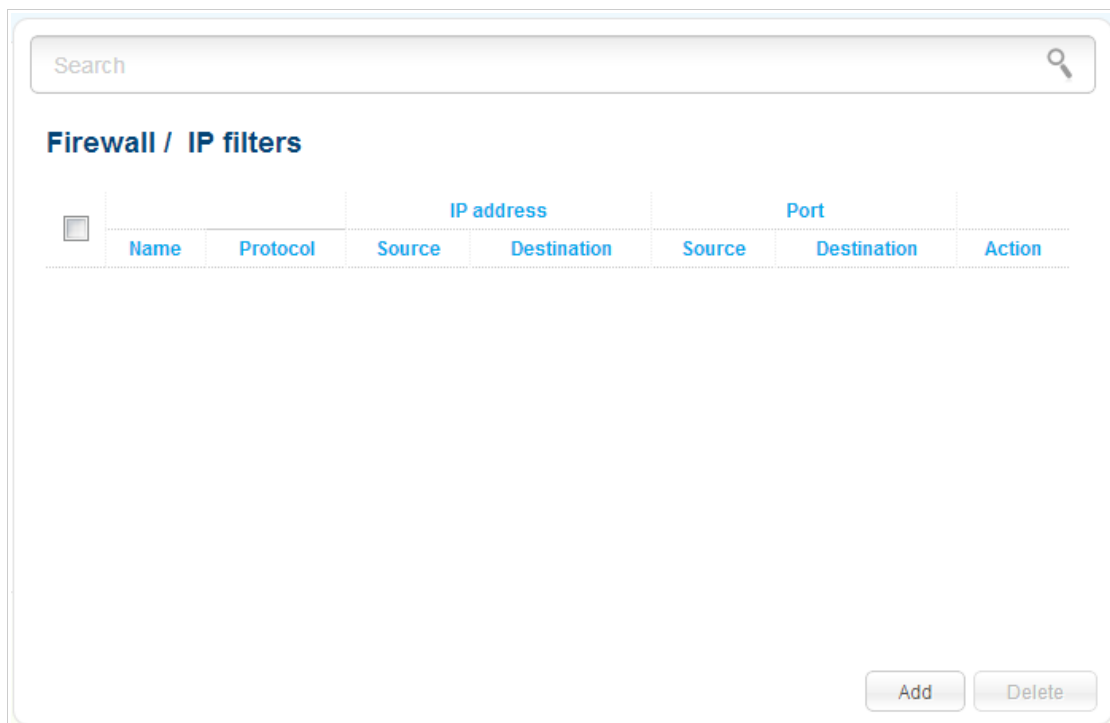 Search
Firewall / IP filters
IP address Port
Name Protocol Source Destination Source Destination Action
Add Delete